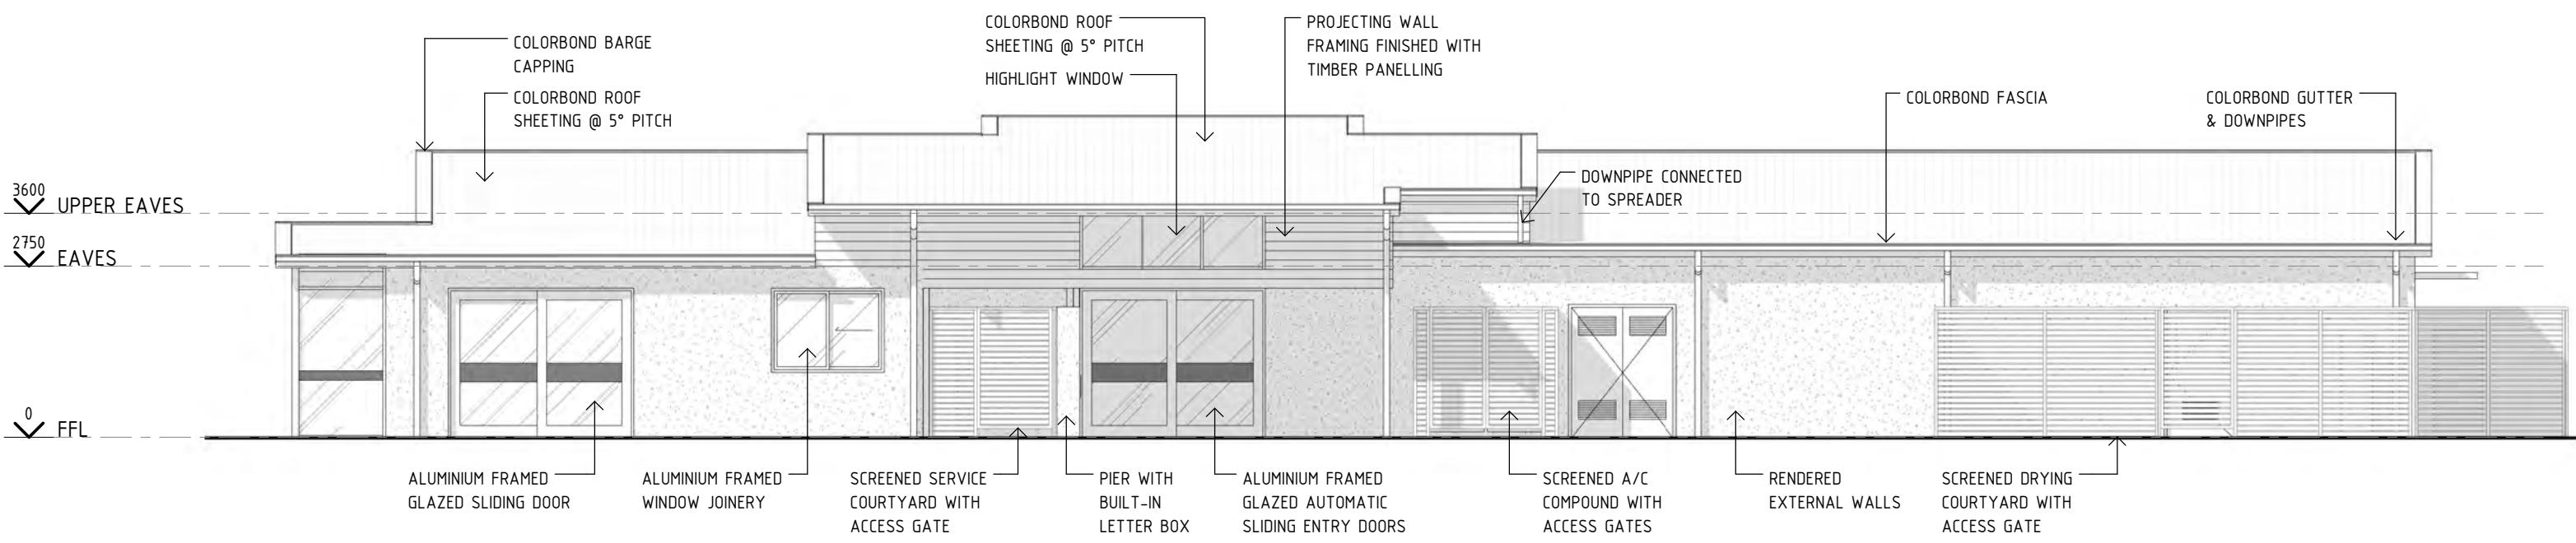 COLORBOND BARGE
CAPPING
COLORBOND ROOF
SHEETING @ 5° PITCH
COLORBOND ROOF
SHEETING @ 5° PITCH
HIGHLIGHT WINDOW
PROJECTING WALL
FRAMING FINISHED WITH
TIMBER PANELLING
COLORBOND FASCIA
COLORBOND GUTTER
& DOWNPIPES
DOWNPIPE CONNECTED
TO SPREADER
3600
UPPER EAVES
2750
EAVES
0
FFL
ALUMINIUM FRAMED
GLAZED SLIDING DOOR
ALUMINIUM FRAMED
WINDOW JOINERY
SCREENED SERVICE
COURTYARD WITH
ACCESS GATE
PIER WITH
BUILT-IN
LETTER BOX
ALUMINIUM FRAMED
GLAZED AUTOMATIC
SLIDING ENTRY DOORS
SCREENED A/C
COMPOUND WITH
ACCESS GATES
RENDERED
EXTERNAL WALLS
SCREENED DRYING
COURTYARD WITH
ACCESS GATE